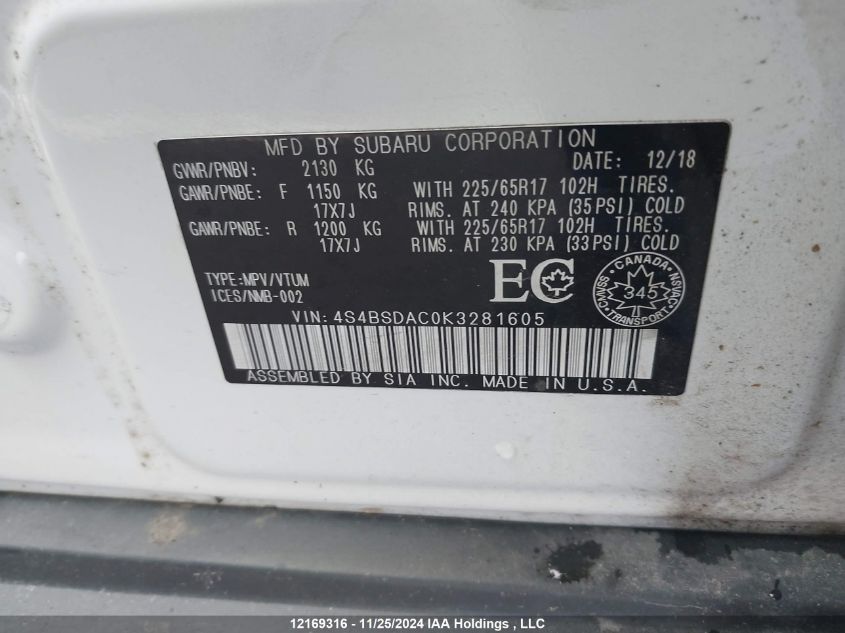 MFD BY SUBARU CORPORATION
GVWR/PNBV: 2130 KG DATE: 12/18
GAWR/PNBE: F 1150 KG WITH 225/65R17 102H TIRES.
17X7J RIMS. AT 240 KPA (35PSI) COLD
GAWR/PNBE: R 1200 KG WITH 225/65R17 102H TIRES.
17X7J RIMS. AT 230 KPA (33PSI) COLD
TYPE:MPV/VTUM
ICES/NMB-002
EC
CANADA
CMVSS 345 NSVAC
TRANSPORT
VIN:4S4BSDAC0K3281605
ASSEMBLED BY SIA INC. MADE IN U.S.A.
12169316 - 11/25/2024 IAA Holdings , LLC